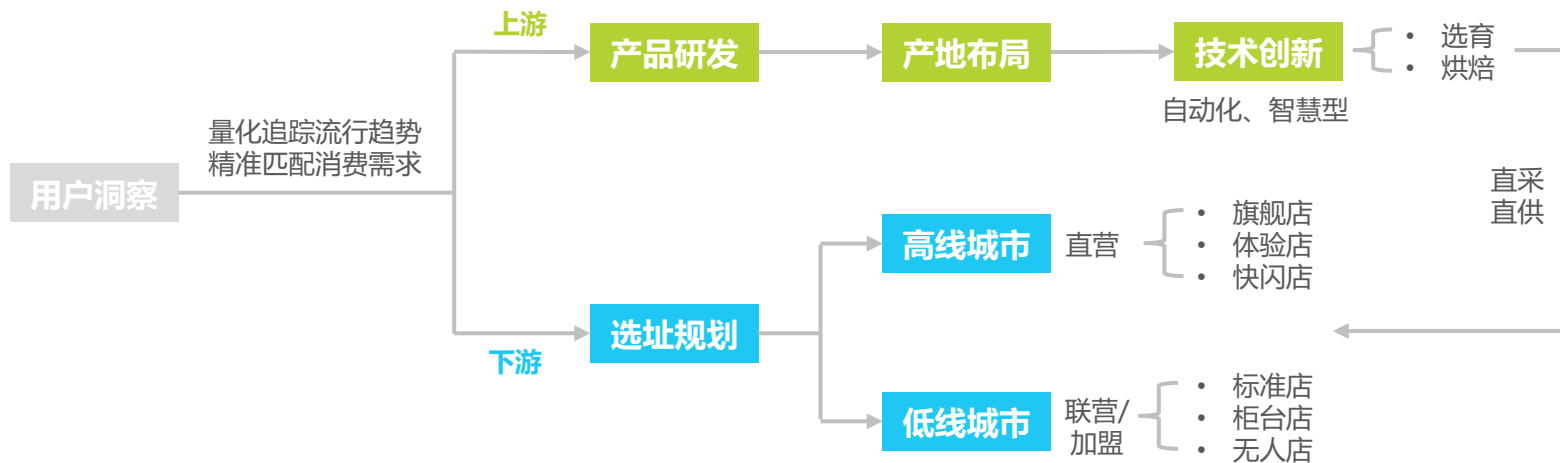 上游
产品研发
产地布局
技术创新
• 选育
• 烘焙
自动化、智慧型
量化追踪流行趋势
精准匹配消费需求
用户洞察
直采
直供
高线城市
直营
• 旗舰店
• 体验店
• 快闪店
选址规划
下游
低线城市
联营/
加盟
• 标准店
• 柜台店
• 无人店